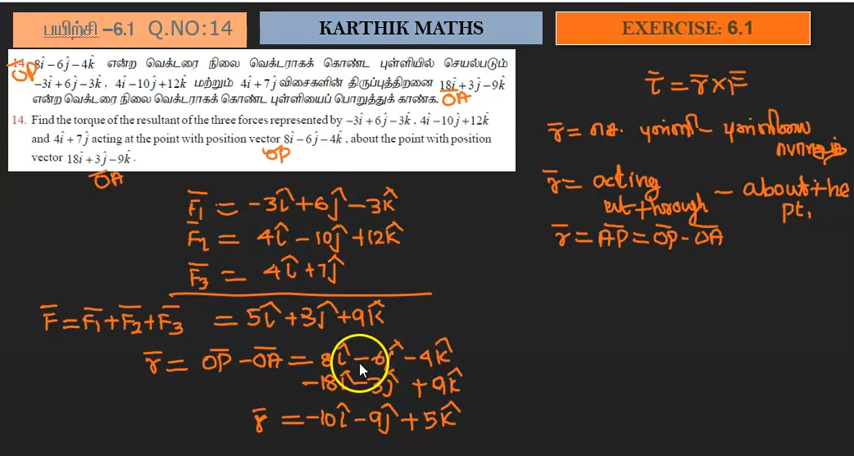 பயிற்சி -6.1 Q.NO:14
KARTHIK MATHS
EXERCISE: 6.1
14. 8î − 6ĵ − 4k̂ என்ற வெக்டரை நிலை வெக்டராகக் கொண்ட புள்ளியில் செயல்படும்
OP
−3î + 6ĵ − 3k̂, 4î − 10ĵ + 12k̂ மற்றும் 4î + 7ĵ விசைகளின் திருப்புத்திறனை 18î + 3ĵ − 9k̂
என்ற வெக்டரை நிலை வெக்டராகக் கொண்ட புள்ளியைப் பொறுத்துக் காண்க.
OA
14. Find the torque of the resultant of the three forces represented by −3î + 6ĵ − 3k̂, 4î − 10ĵ + 12k̂
and 4î + 7ĵ acting at the point with position vector 8î − 6ĵ − 4k̂, about the point with position
OP
vector 18î + 3ĵ − 9k̂.
OA
τ̄ = r̄ × F̄
r̄ = செ. புள்ளி −
r̄ = acting through − about the pt.
r̄ = AP = OP − OA
F̄₁ = −3î + 6ĵ − 3k̂
F̄₂ = 4î − 10ĵ + 12k̂
F̄₃ = 4î + 7ĵ
F̄ = F̄₁ + F̄₂ + F̄₃ = 5î + 3ĵ + 9k̂
r̄ = OP − OA = 8î − 6ĵ − 4k̂
−18î − 3ĵ + 9k̂
r̄ = −10î − 9ĵ + 5k̂